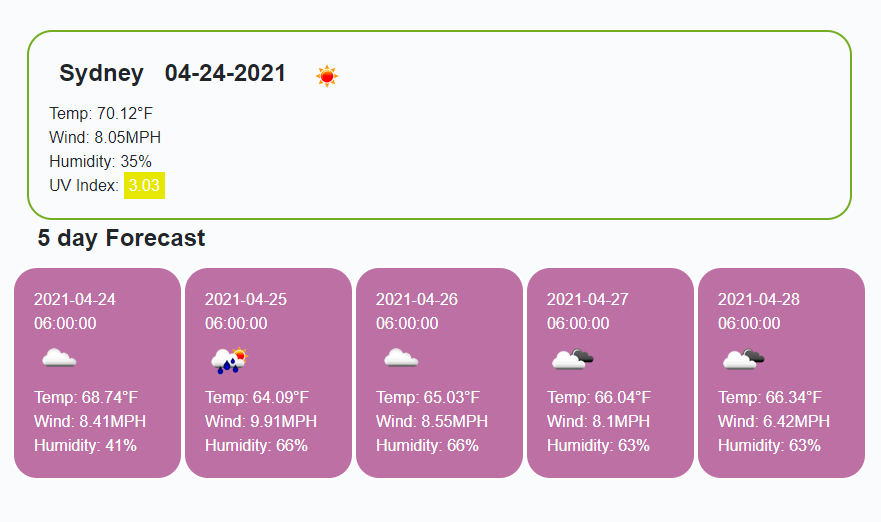 Sydney 04-24-2021
Temp: 70.12°F
Wind: 8.05MPH
Humidity: 35%
UV Index: 3.03
5 day Forecast
2021-04-24
06:00:00
Temp: 68.74°F
Wind: 8.41MPH
Humidity: 41%
2021-04-25
06:00:00
Temp: 64.09°F
Wind: 9.91MPH
Humidity: 66%
2021-04-26
06:00:00
Temp: 65.03°F
Wind: 8.55MPH
Humidity: 66%
2021-04-27
06:00:00
Temp: 66.04°F
Wind: 8.1MPH
Humidity: 63%
2021-04-28
06:00:00
Temp: 66.34°F
Wind: 6.42MPH
Humidity: 63%